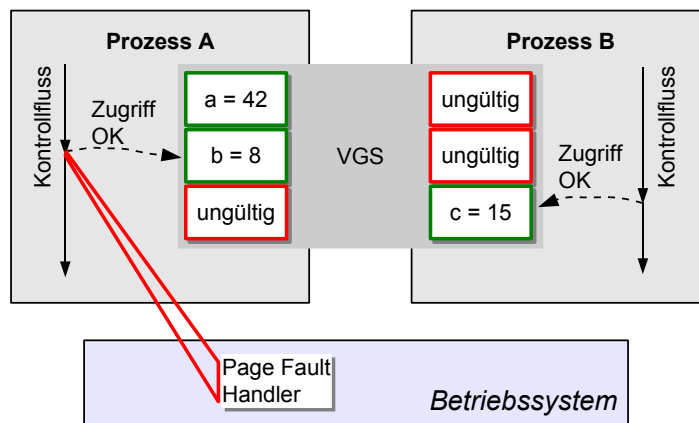 Prozess A
Prozess B
Kontrollfluss
Zugriff
OK
a = 42
b = 8
ungültig
VGS
ungültig
ungültig
c = 15
Zugriff
OK
Kontrollfluss
Page Fault
Handler
Betriebssystem